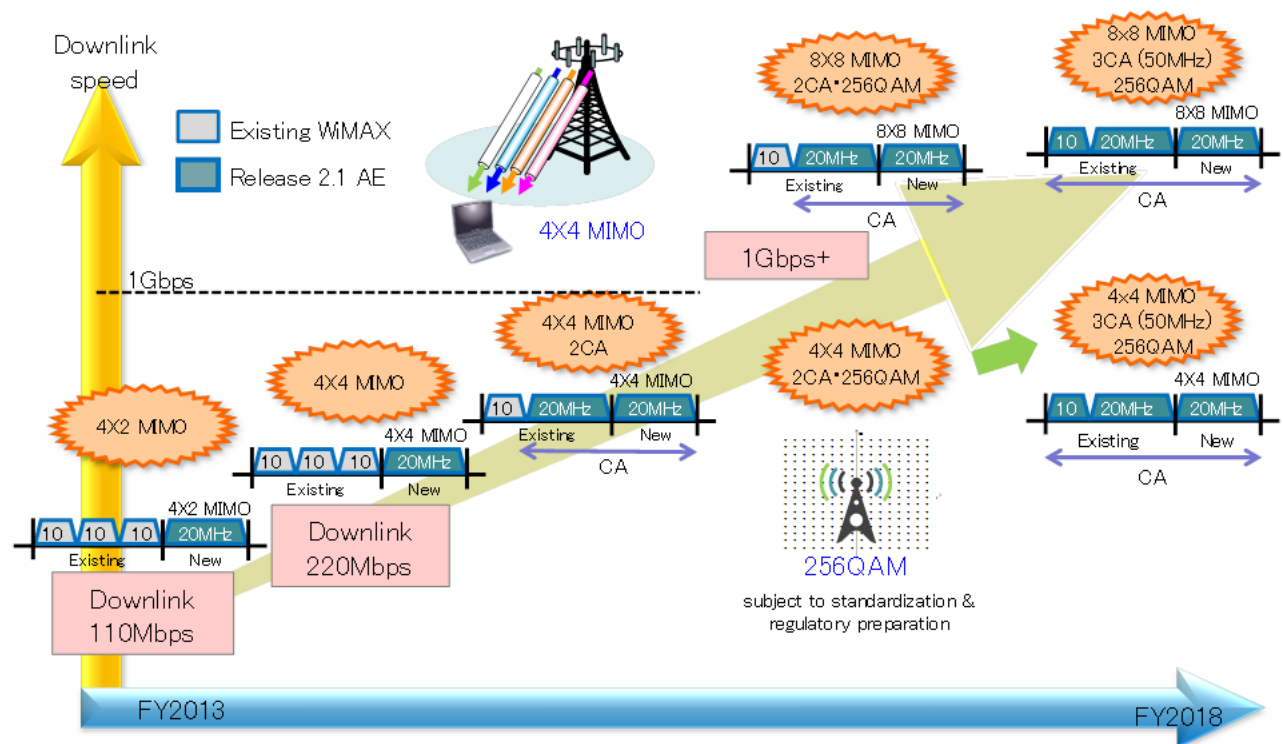 Downlink
speed
Existing WiMAX
Release 2.1 AE
4X4 MIMO
1Gbps
8X8 MIMO
2CA・256QAM
8X8 MIMO
10 20MHz 20MHz
Existing New
CA
8x8 MIMO
3CA (50MHz)
256QAM
8X8 MIMO
10 20MHz 20MHz
Existing New
CA
1Gbps+
4X2 MIMO
4X2 MIMO
10 10 10 20MHz
Existing New
Downlink
110Mbps
4X4 MIMO
4X4 MIMO
10 10 10 20MHz
Existing New
Downlink
220Mbps
4X4 MIMO
2CA
4X4 MIMO
10 20MHz 20MHz
Existing New
CA
4X4 MIMO
2CA・256QAM
256QAM
subject to standardization &
regulatory preparation
4x4 MIMO
3CA (50MHz)
256QAM
4X4 MIMO
10 20MHz 20MHz
Existing New
CA
FY2013
FY2018